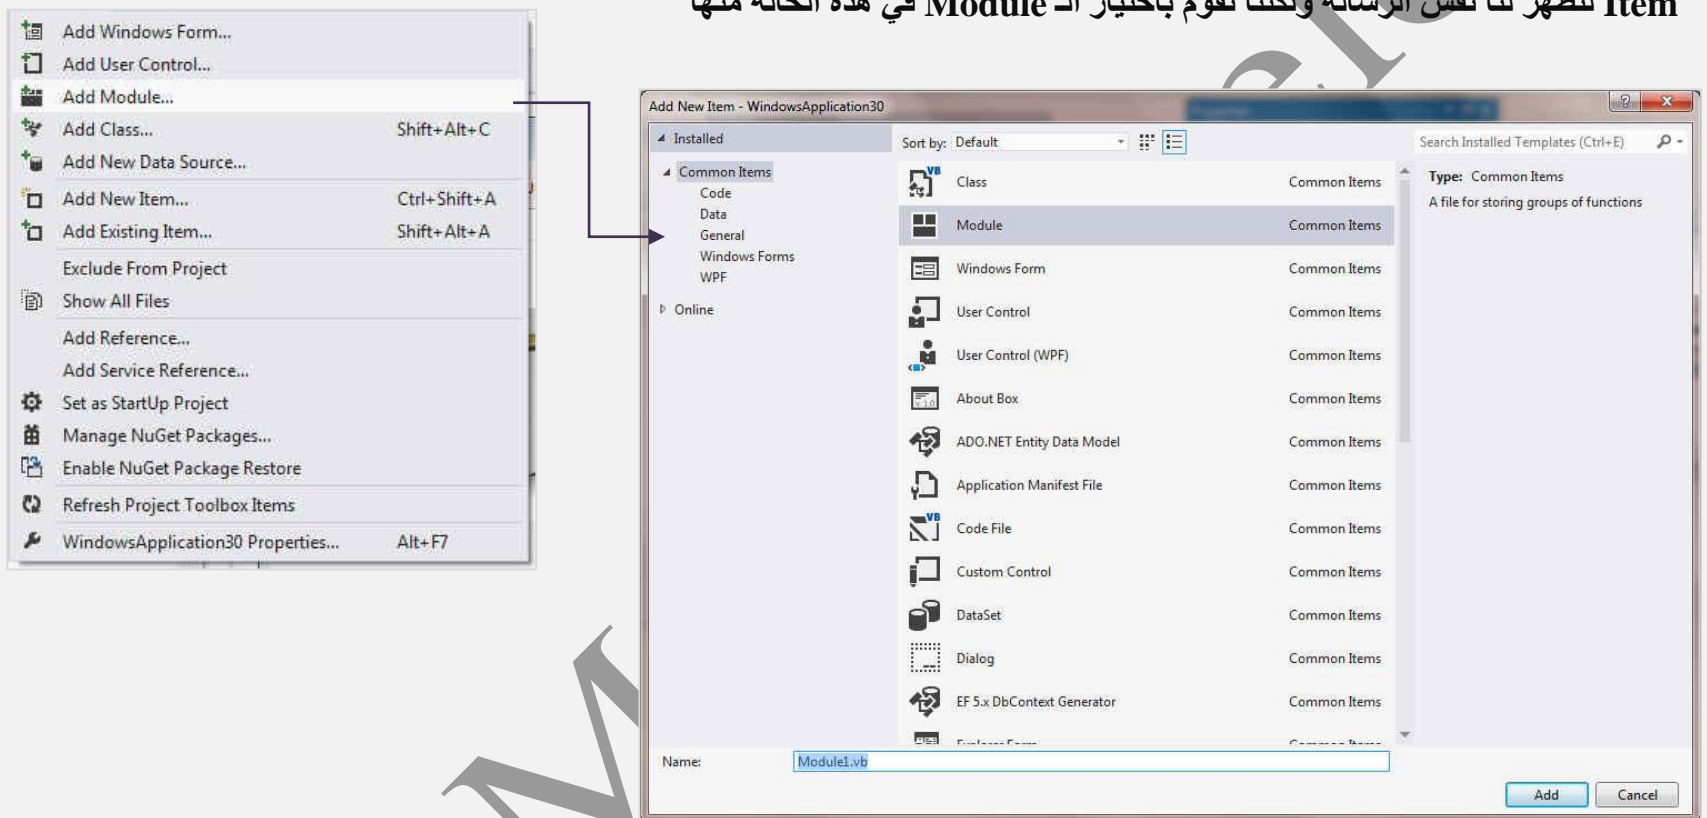 Item لتظهر لنا نفس الرسالة ولكننا نقوم باختيار الـ Module في هذه الحالة منها
Add Windows Form...
Add User Control...
Add Module...
Add Class... Shift+Alt+C
Add New Data Source...
Add New Item... Ctrl+Shift+A
Add Existing Item... Shift+Alt+A
Exclude From Project
Show All Files
Add Reference...
Add Service Reference...
Set as StartUp Project
Manage NuGet Packages...
Enable NuGet Package Restore
Refresh Project Toolbox Items
WindowsApplication30 Properties... Alt+F7
Add New Item - WindowsApplication30
Installed
Common Items
Code
Data
General
Windows Forms
WPF
Online
Sort by: Default
Search Installed Templates (Ctrl+E)
VB Class Common Items
Module Common Items
Windows Form Common Items
User Control Common Items
User Control (WPF) Common Items
About Box Common Items
ADO.NET Entity Data Model Common Items
Application Manifest File Common Items
VB Code File Common Items
Custom Control Common Items
DataSet Common Items
Dialog Common Items
EF 5.x DbContext Generator Common Items
Type: Common Items
A file for storing groups of functions
Name: Module1.vb
Add Cancel